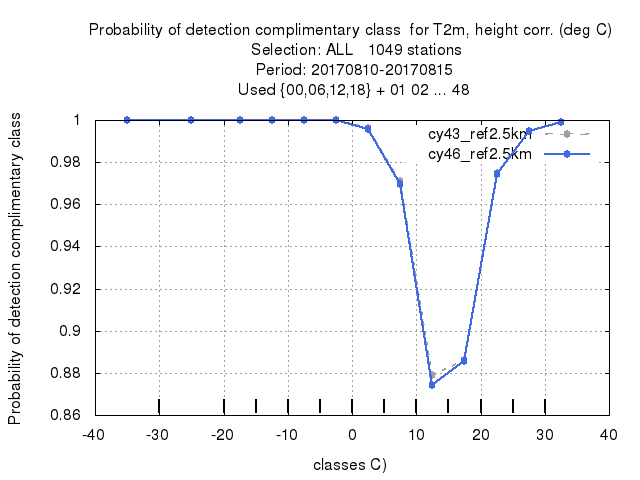 Probability of detection complimentary class for T2m, height corr. (deg C)
Selection: ALL 1049 stations
Period: 20170810-20170815
Used {00,06,12,18} + 01 02 ... 48
Probability of detection complimentary class
1
0.98
0.96
0.94
0.92
0.9
0.88
0.86
cy43_ref2.5km
cy46_ref2.5km
-40 -30 -20 -10 0 10 20 30 40
classes C)